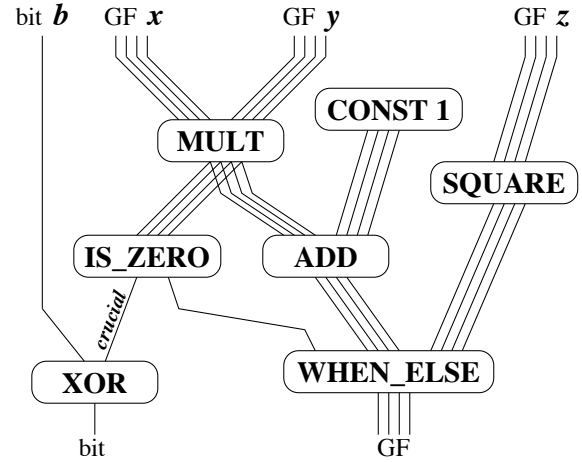 bit b GF x GF y GF z
CONST 1
MULT
SQUARE
IS_ZERO ADD
crucial
XOR WHEN_ELSE
bit GF